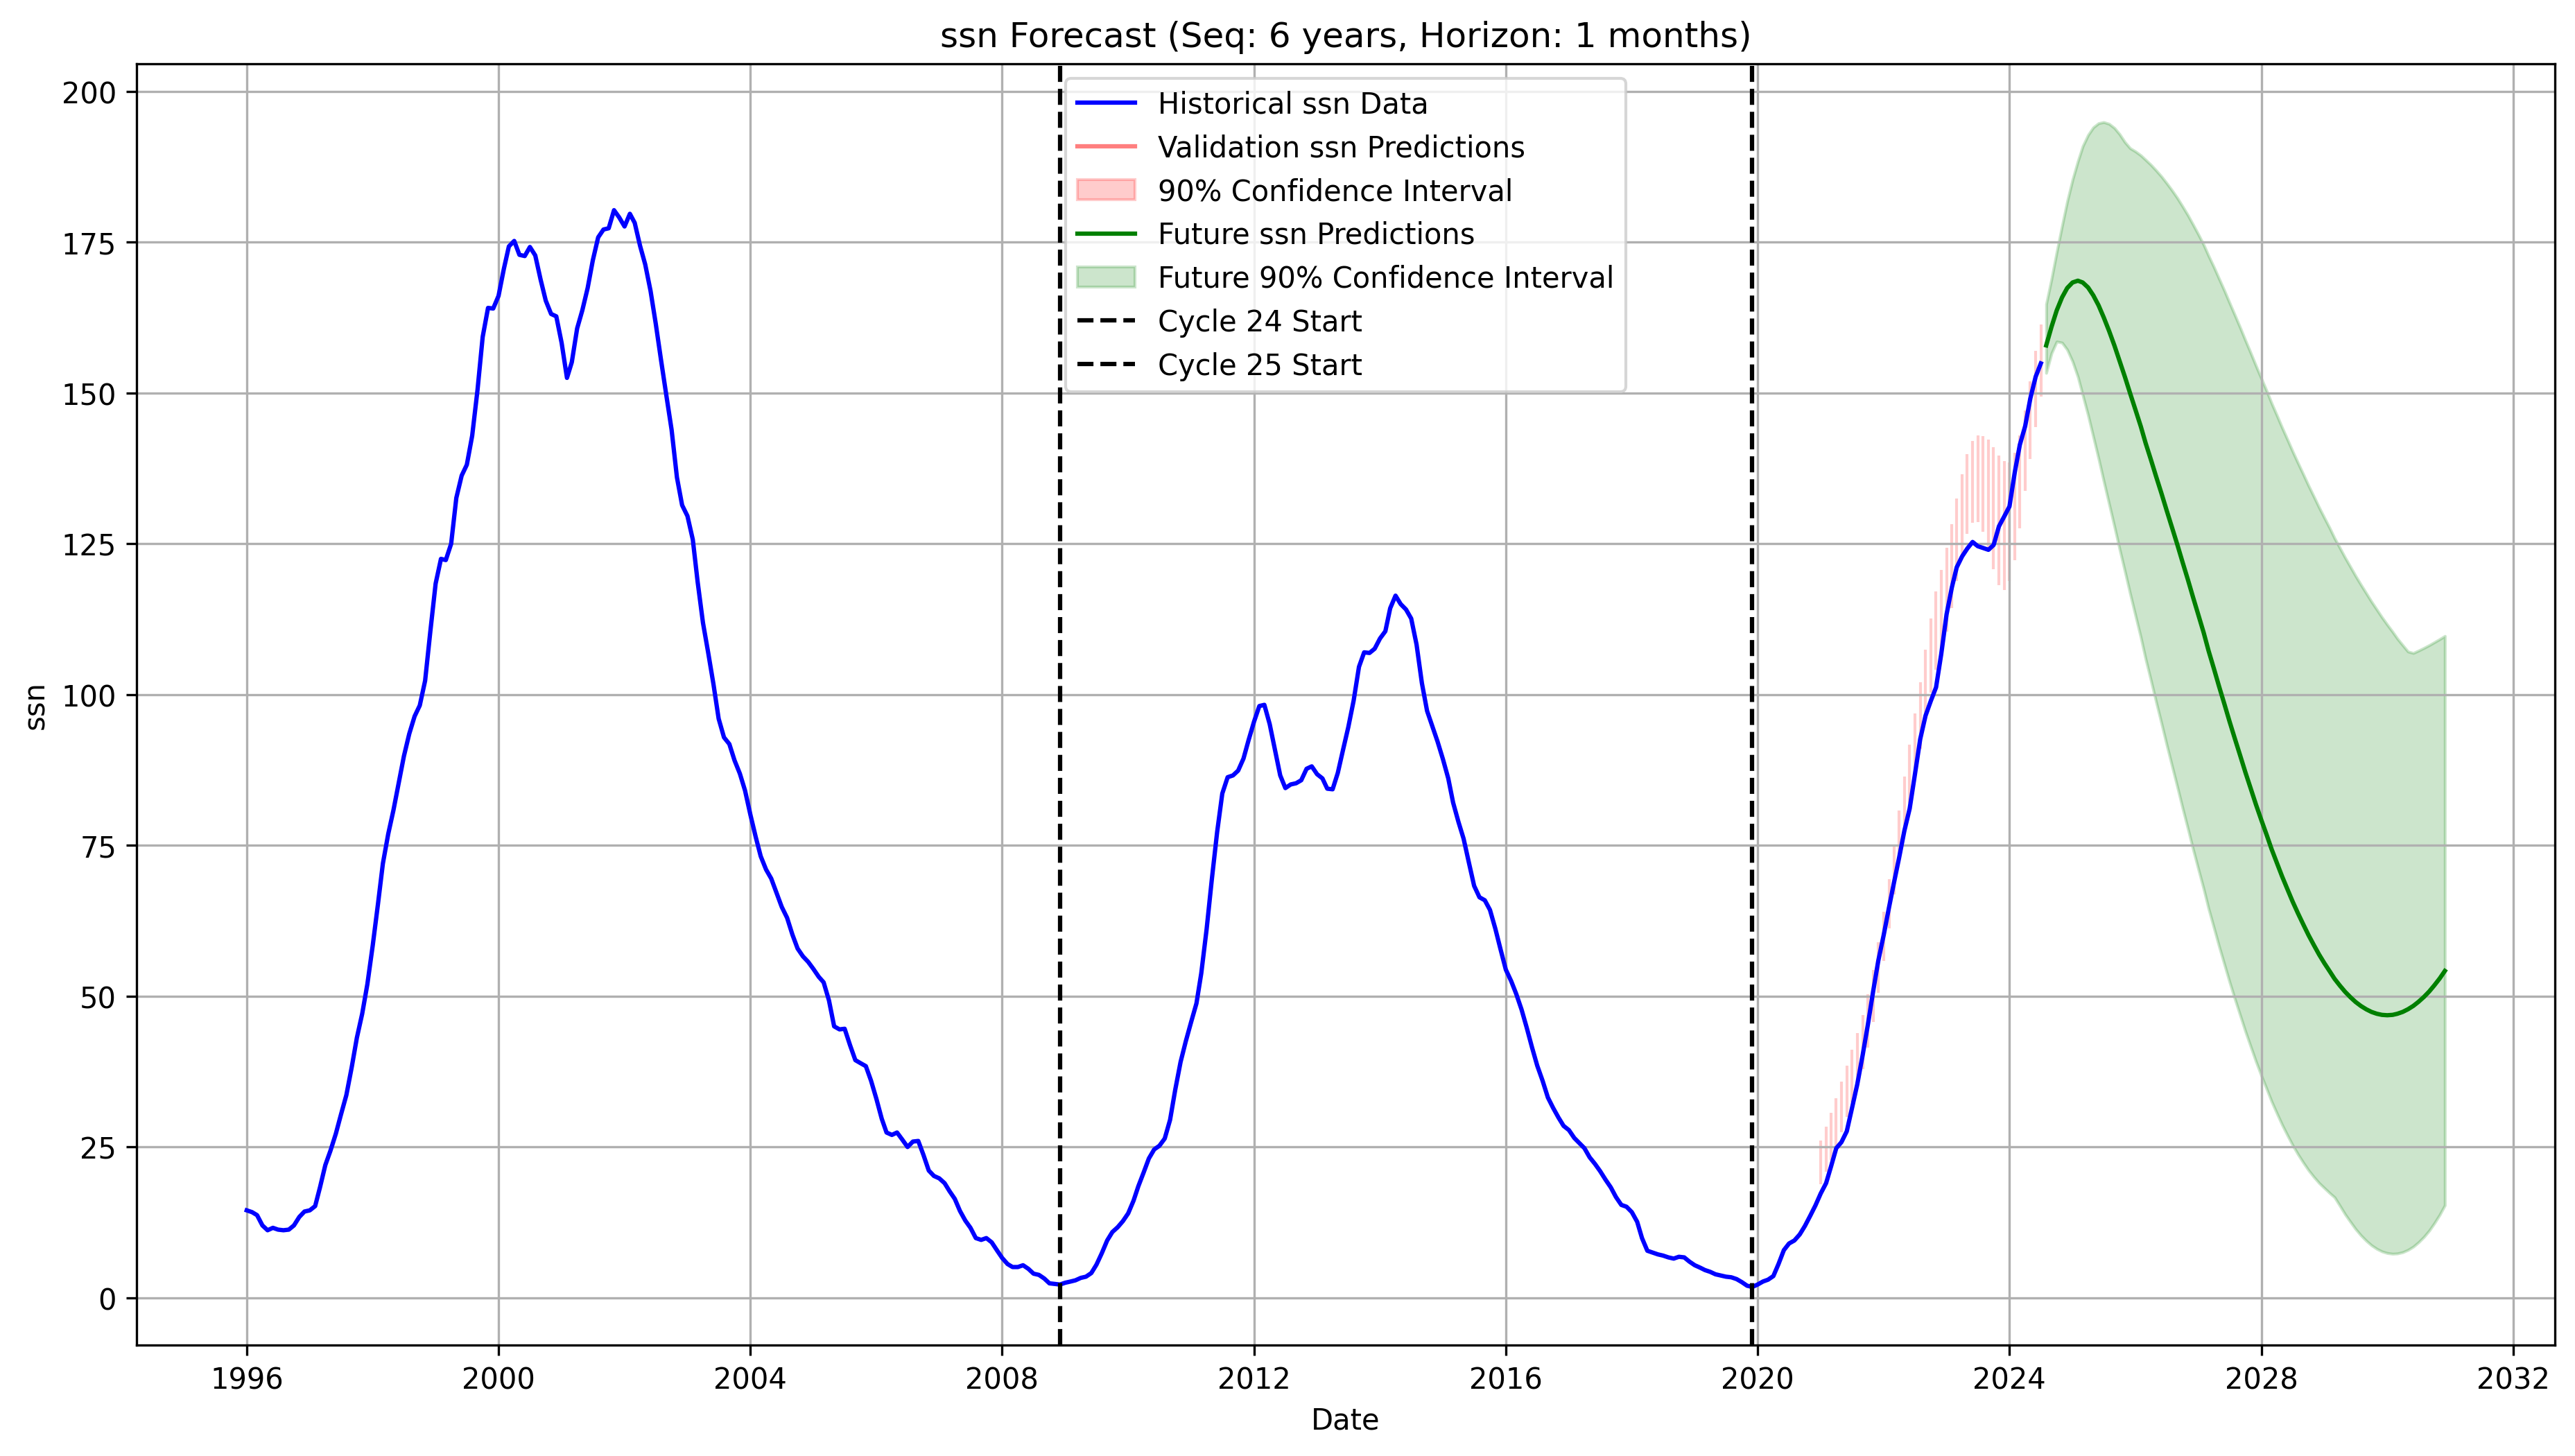 ssn Forecast (Seq: 6 years, Horizon: 1 months)
200
175
150
125
100
75
50
25
0
ssn
Historical ssn Data
Validation ssn Predictions
90% Confidence Interval
Future ssn Predictions
Future 90% Confidence Interval
Cycle 24 Start
Cycle 25 Start
1996 2000 2004 2008 2012 2016 2020 2024 2028 2032
Date